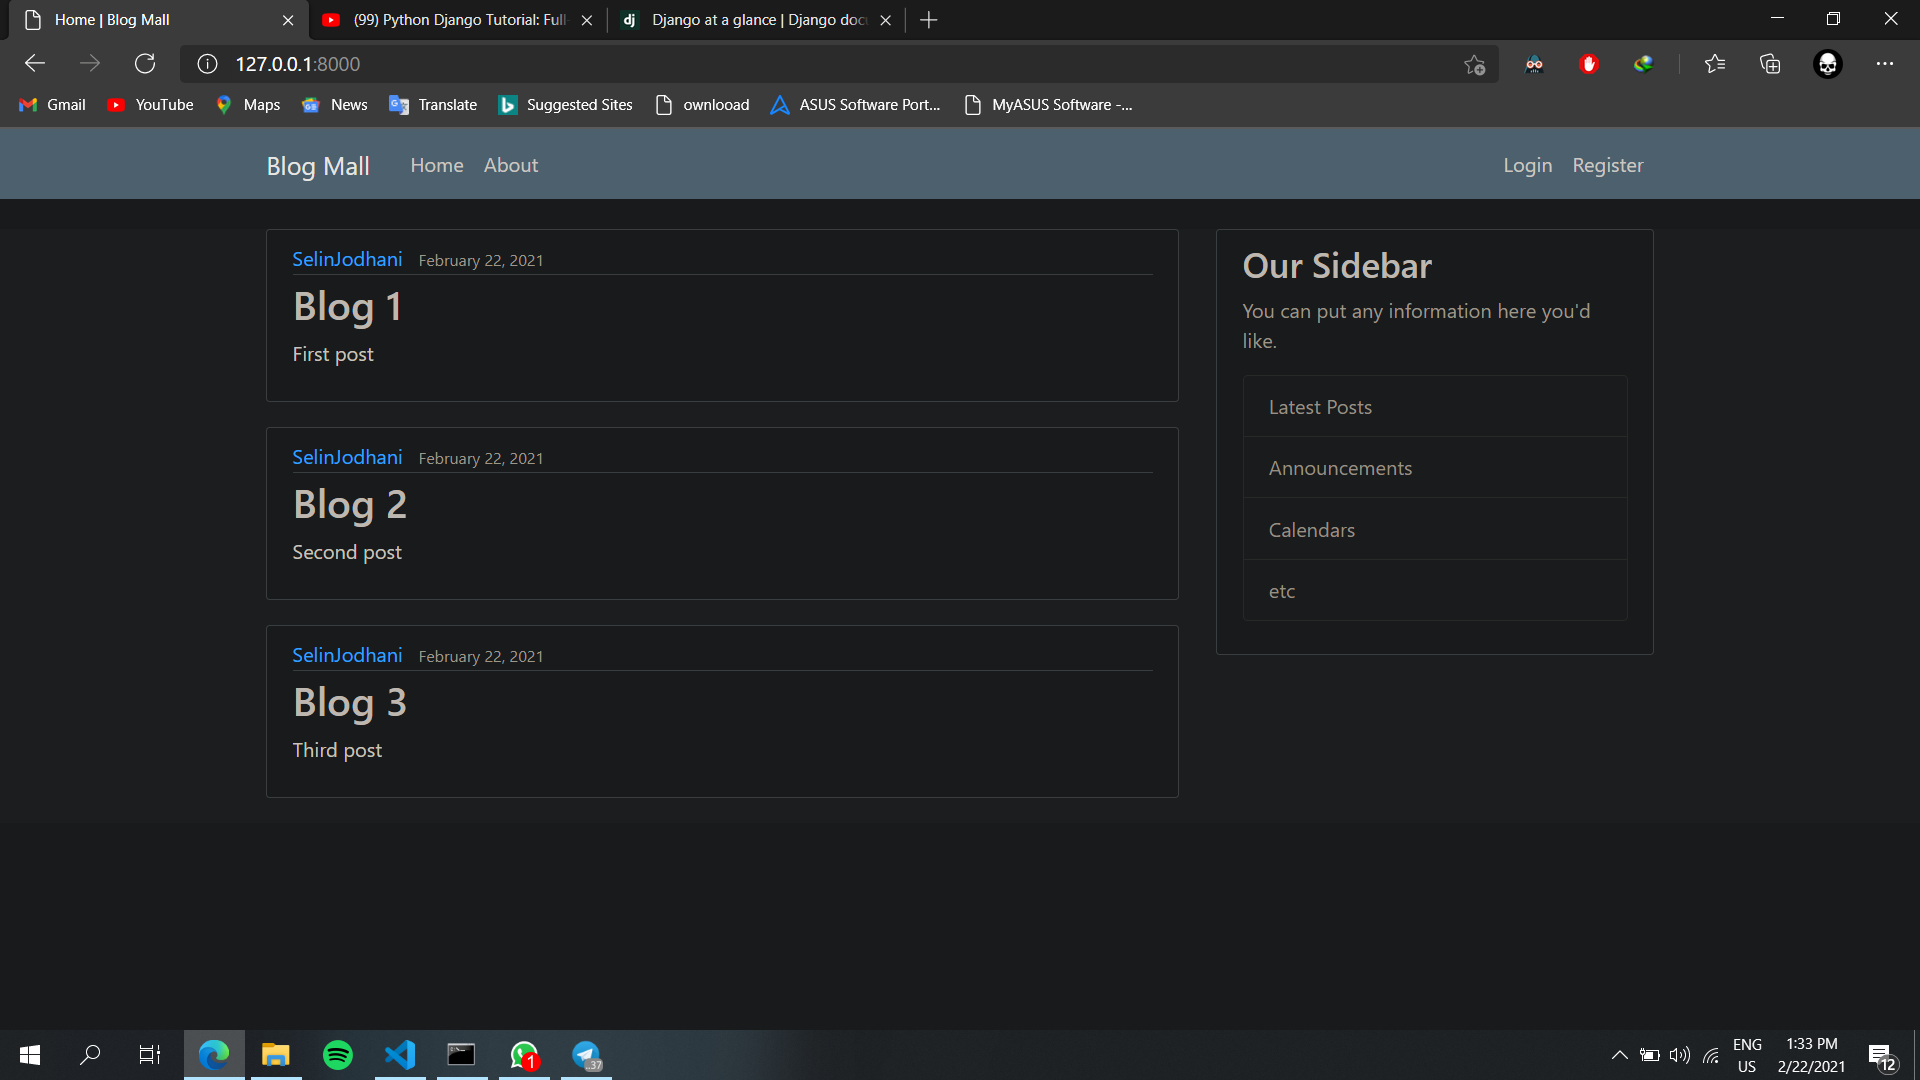 Home | Blog Mall
(99) Python Django Tutorial: Full
Django at a glance | Django doc
127.0.0.1:8000
Gmail
YouTube
Maps
News
Translate
Suggested Sites
ownlooad
ASUS Software Port...
MyASUS Software -...
Blog Mall
Home
About
Login
Register
SelinJodhani February 22, 2021
Blog 1
First post
SelinJodhani February 22, 2021
Blog 2
Second post
SelinJodhani February 22, 2021
Blog 3
Third post
Our Sidebar
You can put any information here you'd
like.
Latest Posts
Announcements
Calendars
etc
1
..37
ENG
US
1:33 PM
2/22/2021
12